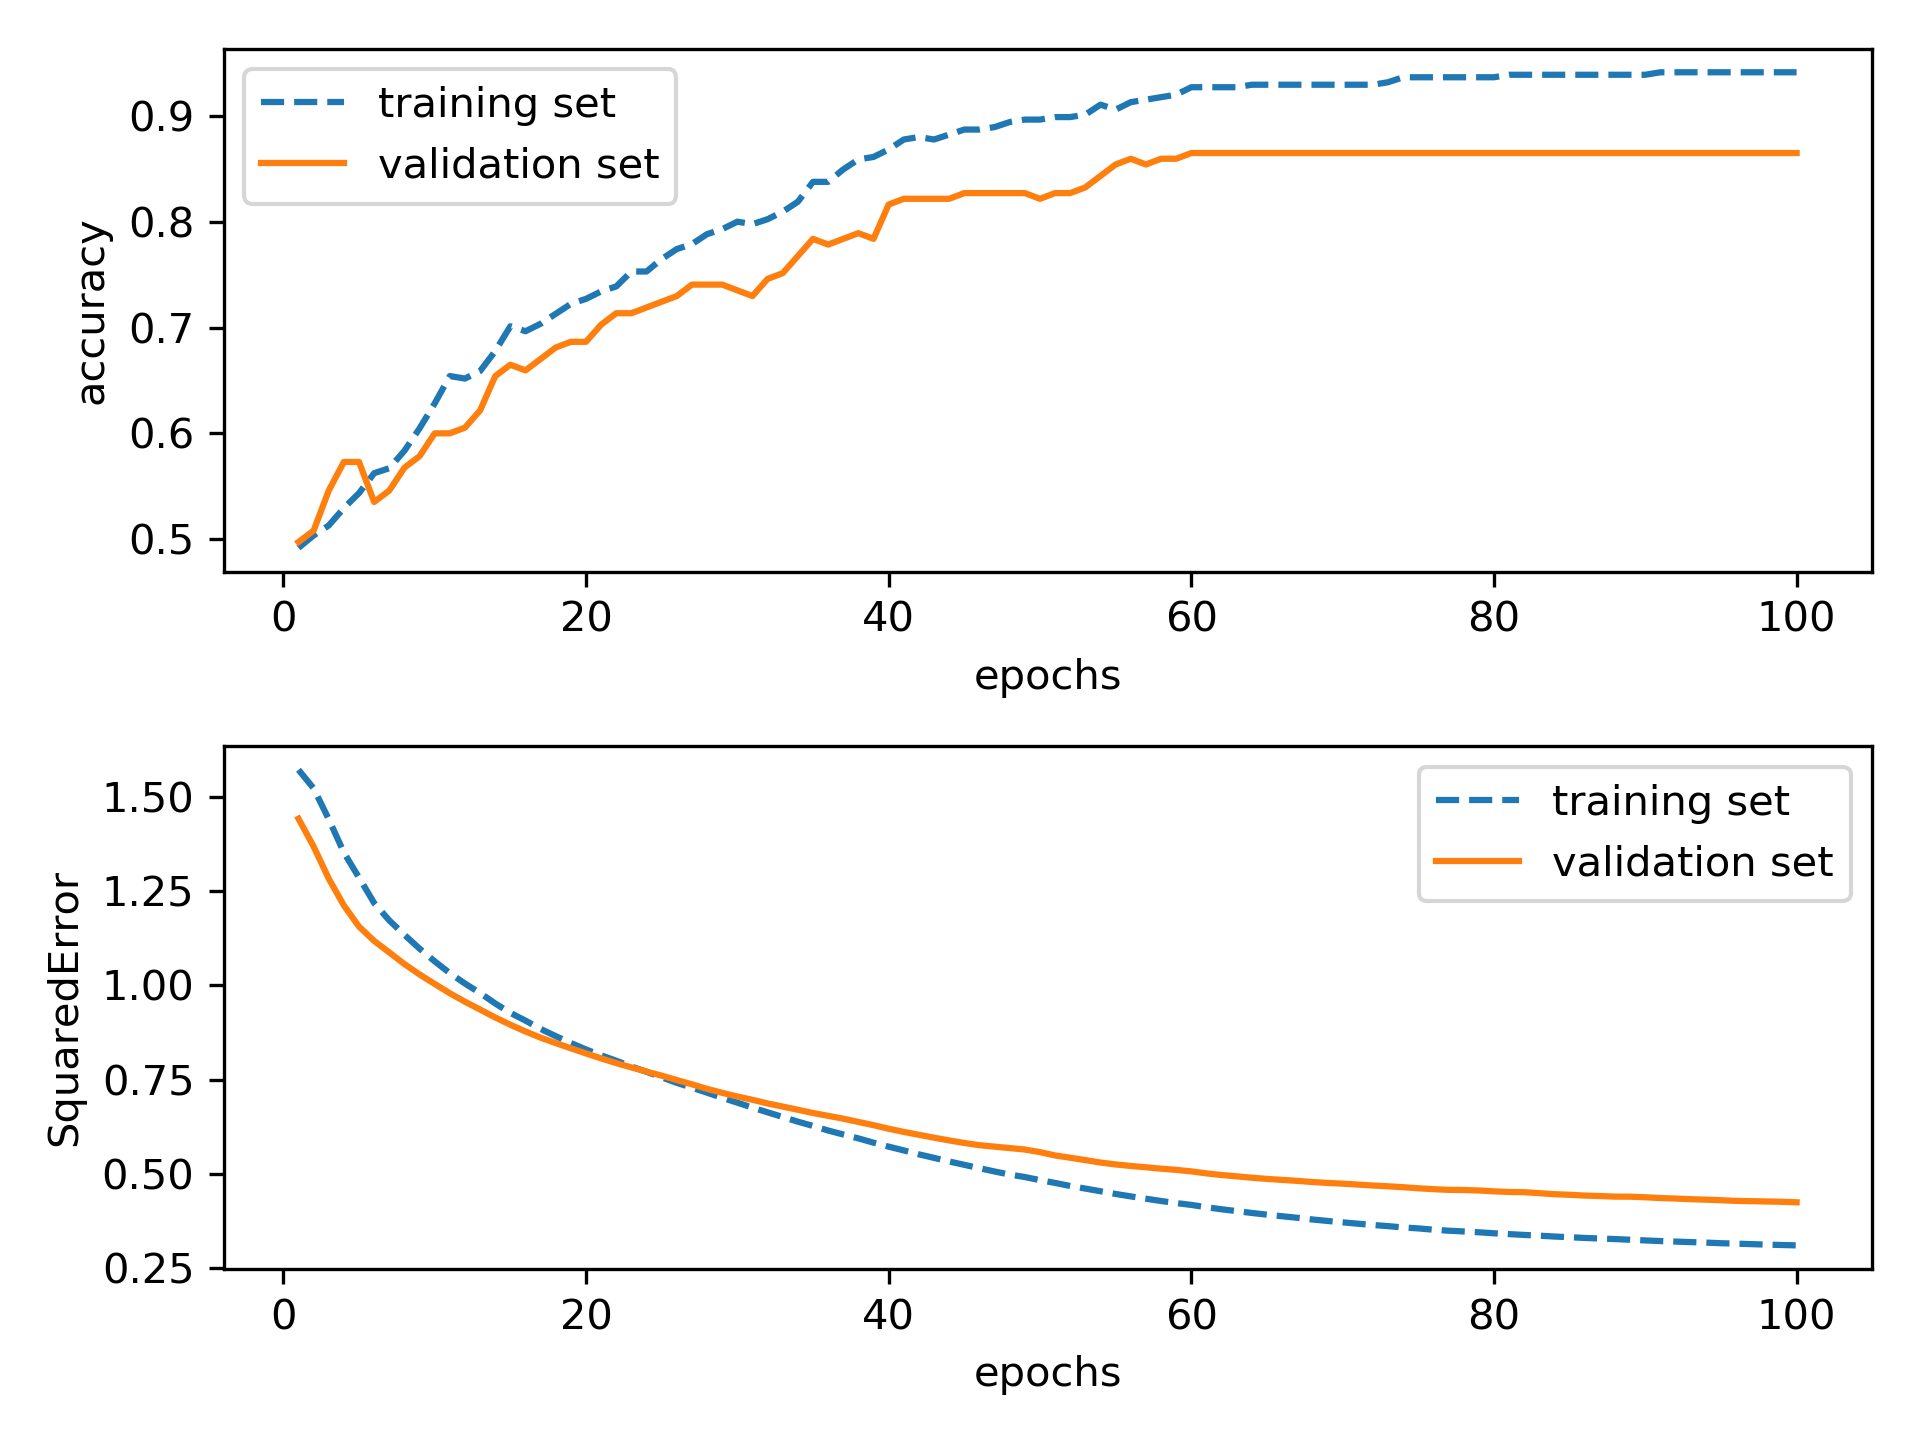 training set
validation set
0.9
0.8
0.7
0.6
0.5
accuracy
0 20 40 60 80 100
epochs
training set
validation set
1.50
1.25
1.00
0.75
0.50
0.25
SquaredError
0 20 40 60 80 100
epochs